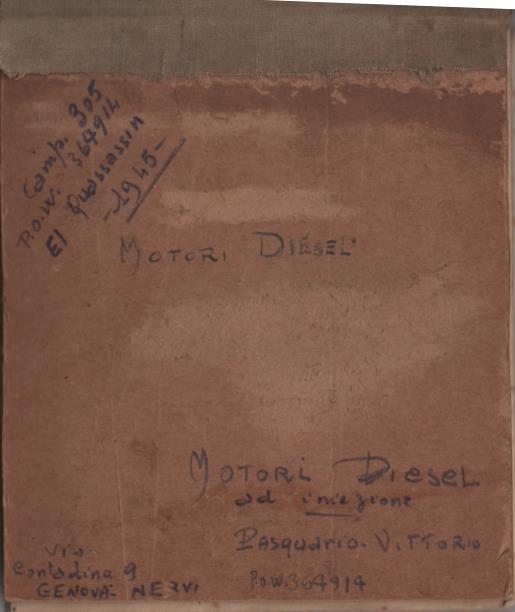 Camp. 305
P.O.W. 364914
El Quassassin
-1945-
MOTORI DIESEL
MOTORI DIESEL
ad iniezione
Pasquario. VITTORIO
P.O.W. 364914
Via
Contadina 9
GENOVA - NERVI